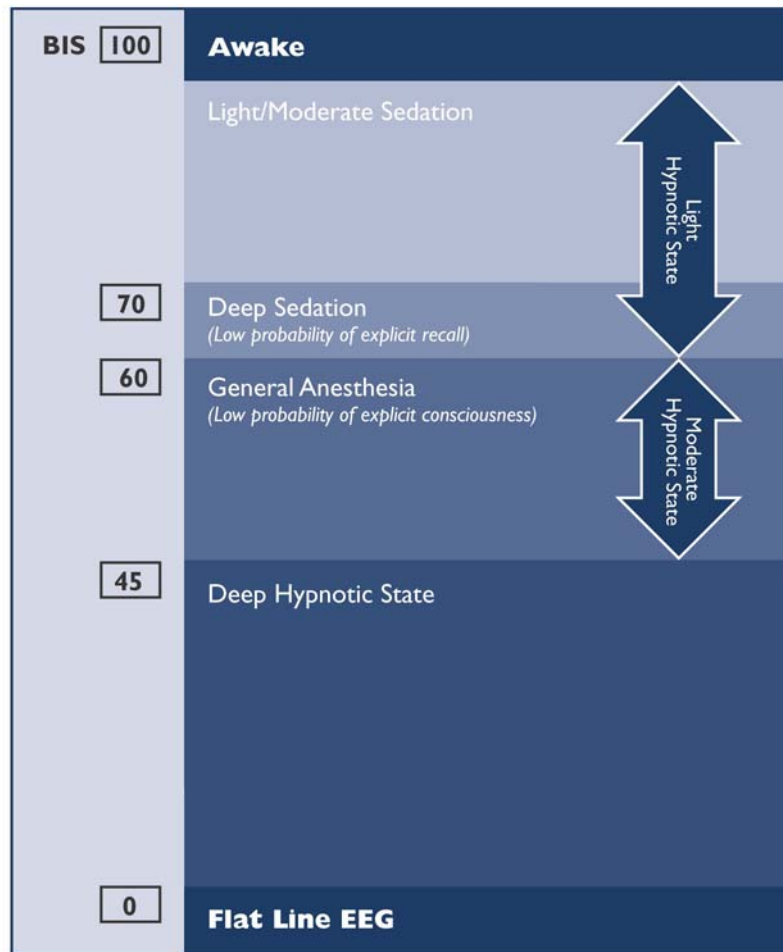 BIS 100 Awake
Light/Moderate Sedation
Light
Hypnotic State
70 Deep Sedation
(Low probability of explicit recall)
60 General Anesthesia
(Low probability of explicit consciousness)
Moderate
Hypnotic State
45 Deep Hypnotic State
0 Flat Line EEG